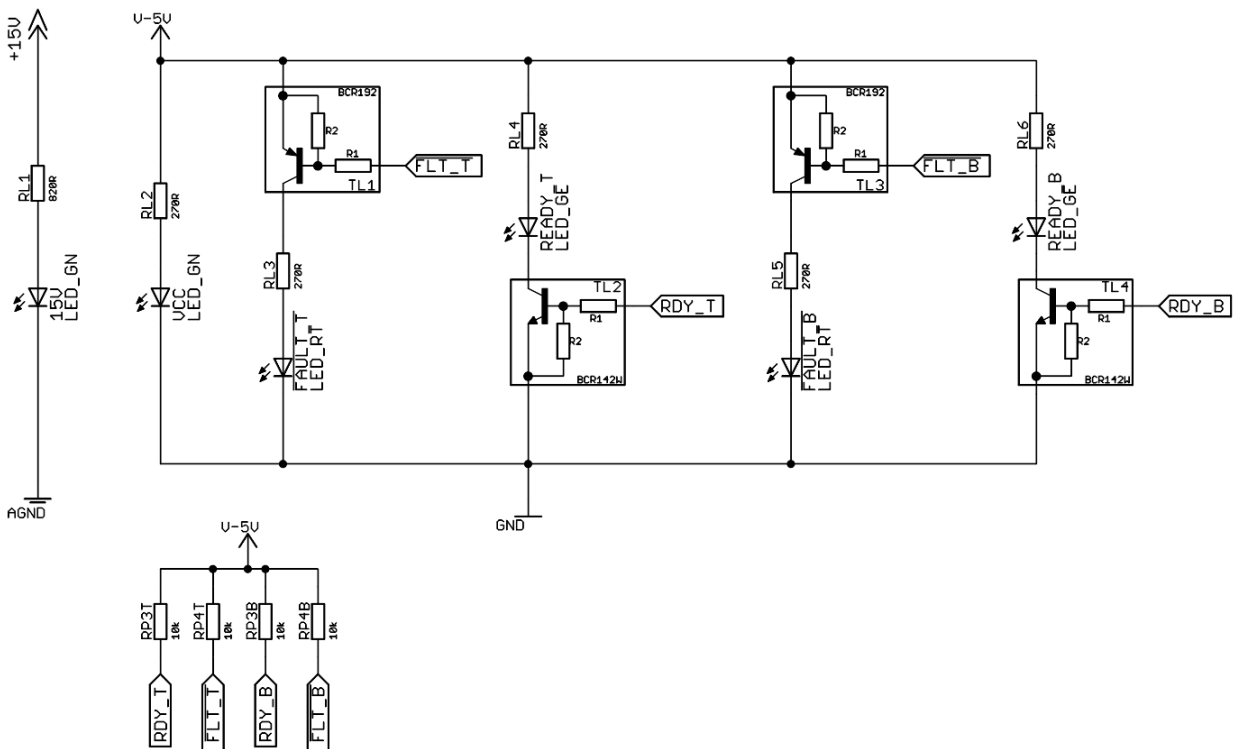 +15V
V-5V
RL1
820R
15V
LED_GN
AGND
RL2
270R
VCC
LED_GN
BCR192
R2
R1
TL1
FLT_T
RL3
270R
FAULT_T
LED_RT
RL4
270R
READY_T
LED_GE
TL2
R1
R2
BCR142W
RDY_T
GND
BCR192
R2
R1
TL3
FLT_B
RL5
270R
FAULT_B
LED_RT
RL6
270R
READY_B
LED_GE
TL4
R1
R2
BCR142W
RDY_B
V-5V
RP3T
10k
RP4T
10k
RP3B
10k
RP4B
10k
RDY_T
FLT_T
RDY_B
FLT_B